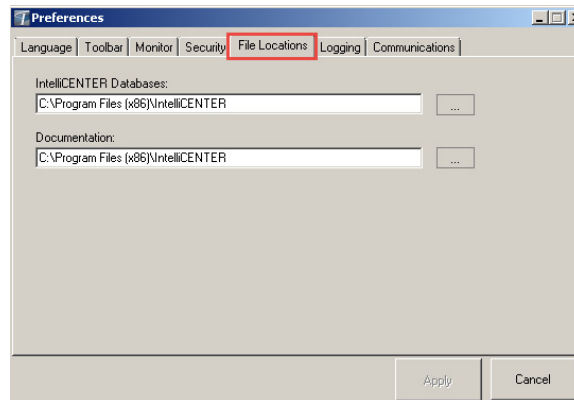 Preferences
Language Toolbar Monitor Security File Locations Logging Communications
IntelliCENTER Databases:
C:\Program Files (x86)\IntelliCENTER
...
Documentation:
C:\Program Files (x86)\IntelliCENTER
...
Apply Cancel